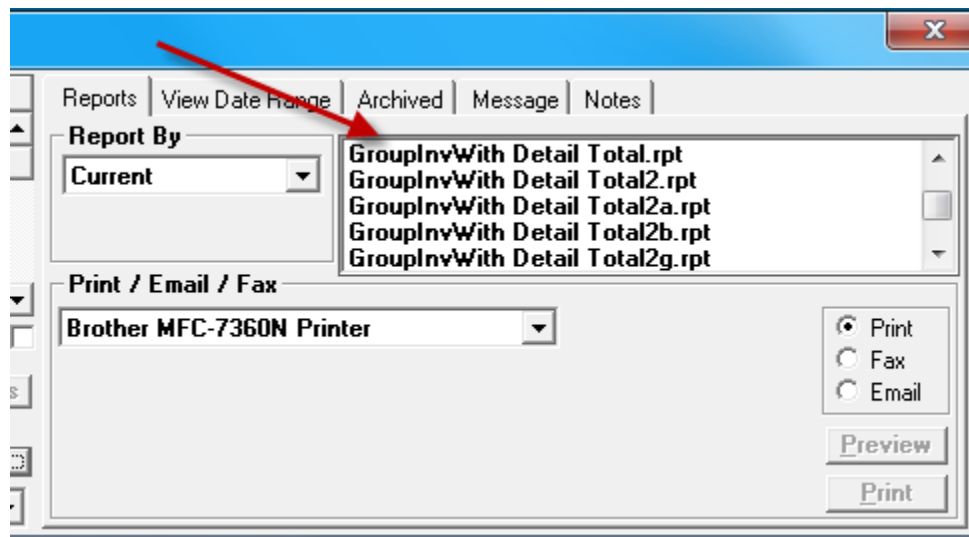 Reports View Date Range Archived Message Notes
Report By
Current
GroupInvWith Detail Total.rpt
GroupInvWith Detail Total2.rpt
GroupInvWith Detail Total2a.rpt
GroupInvWith Detail Total2b.rpt
GroupInvWith Detail Total2g.rpt
Print / Email / Fax
Brother MFC-7360N Printer
Print
Fax
Email
Preview
Print
s